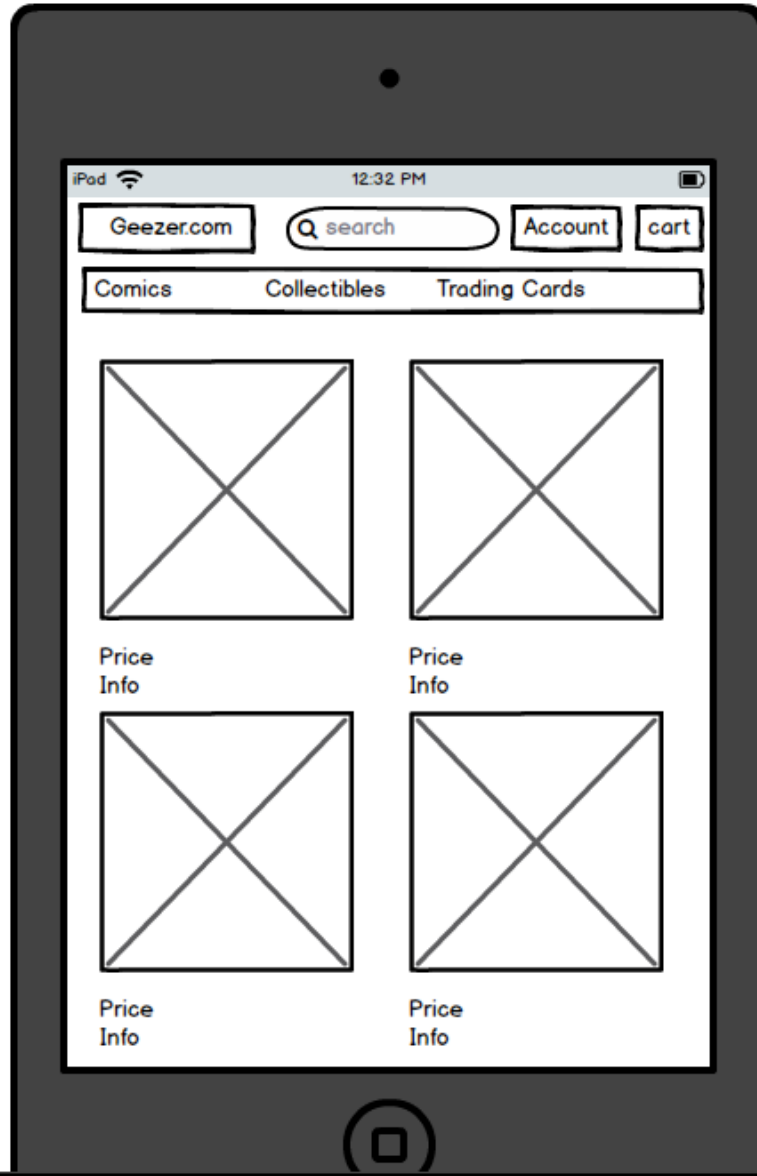 iPad 12:32 PM
Geezer.com search Account cart
Comics Collectibles Trading Cards
Price Price
Info Info
Price Price
Info Info